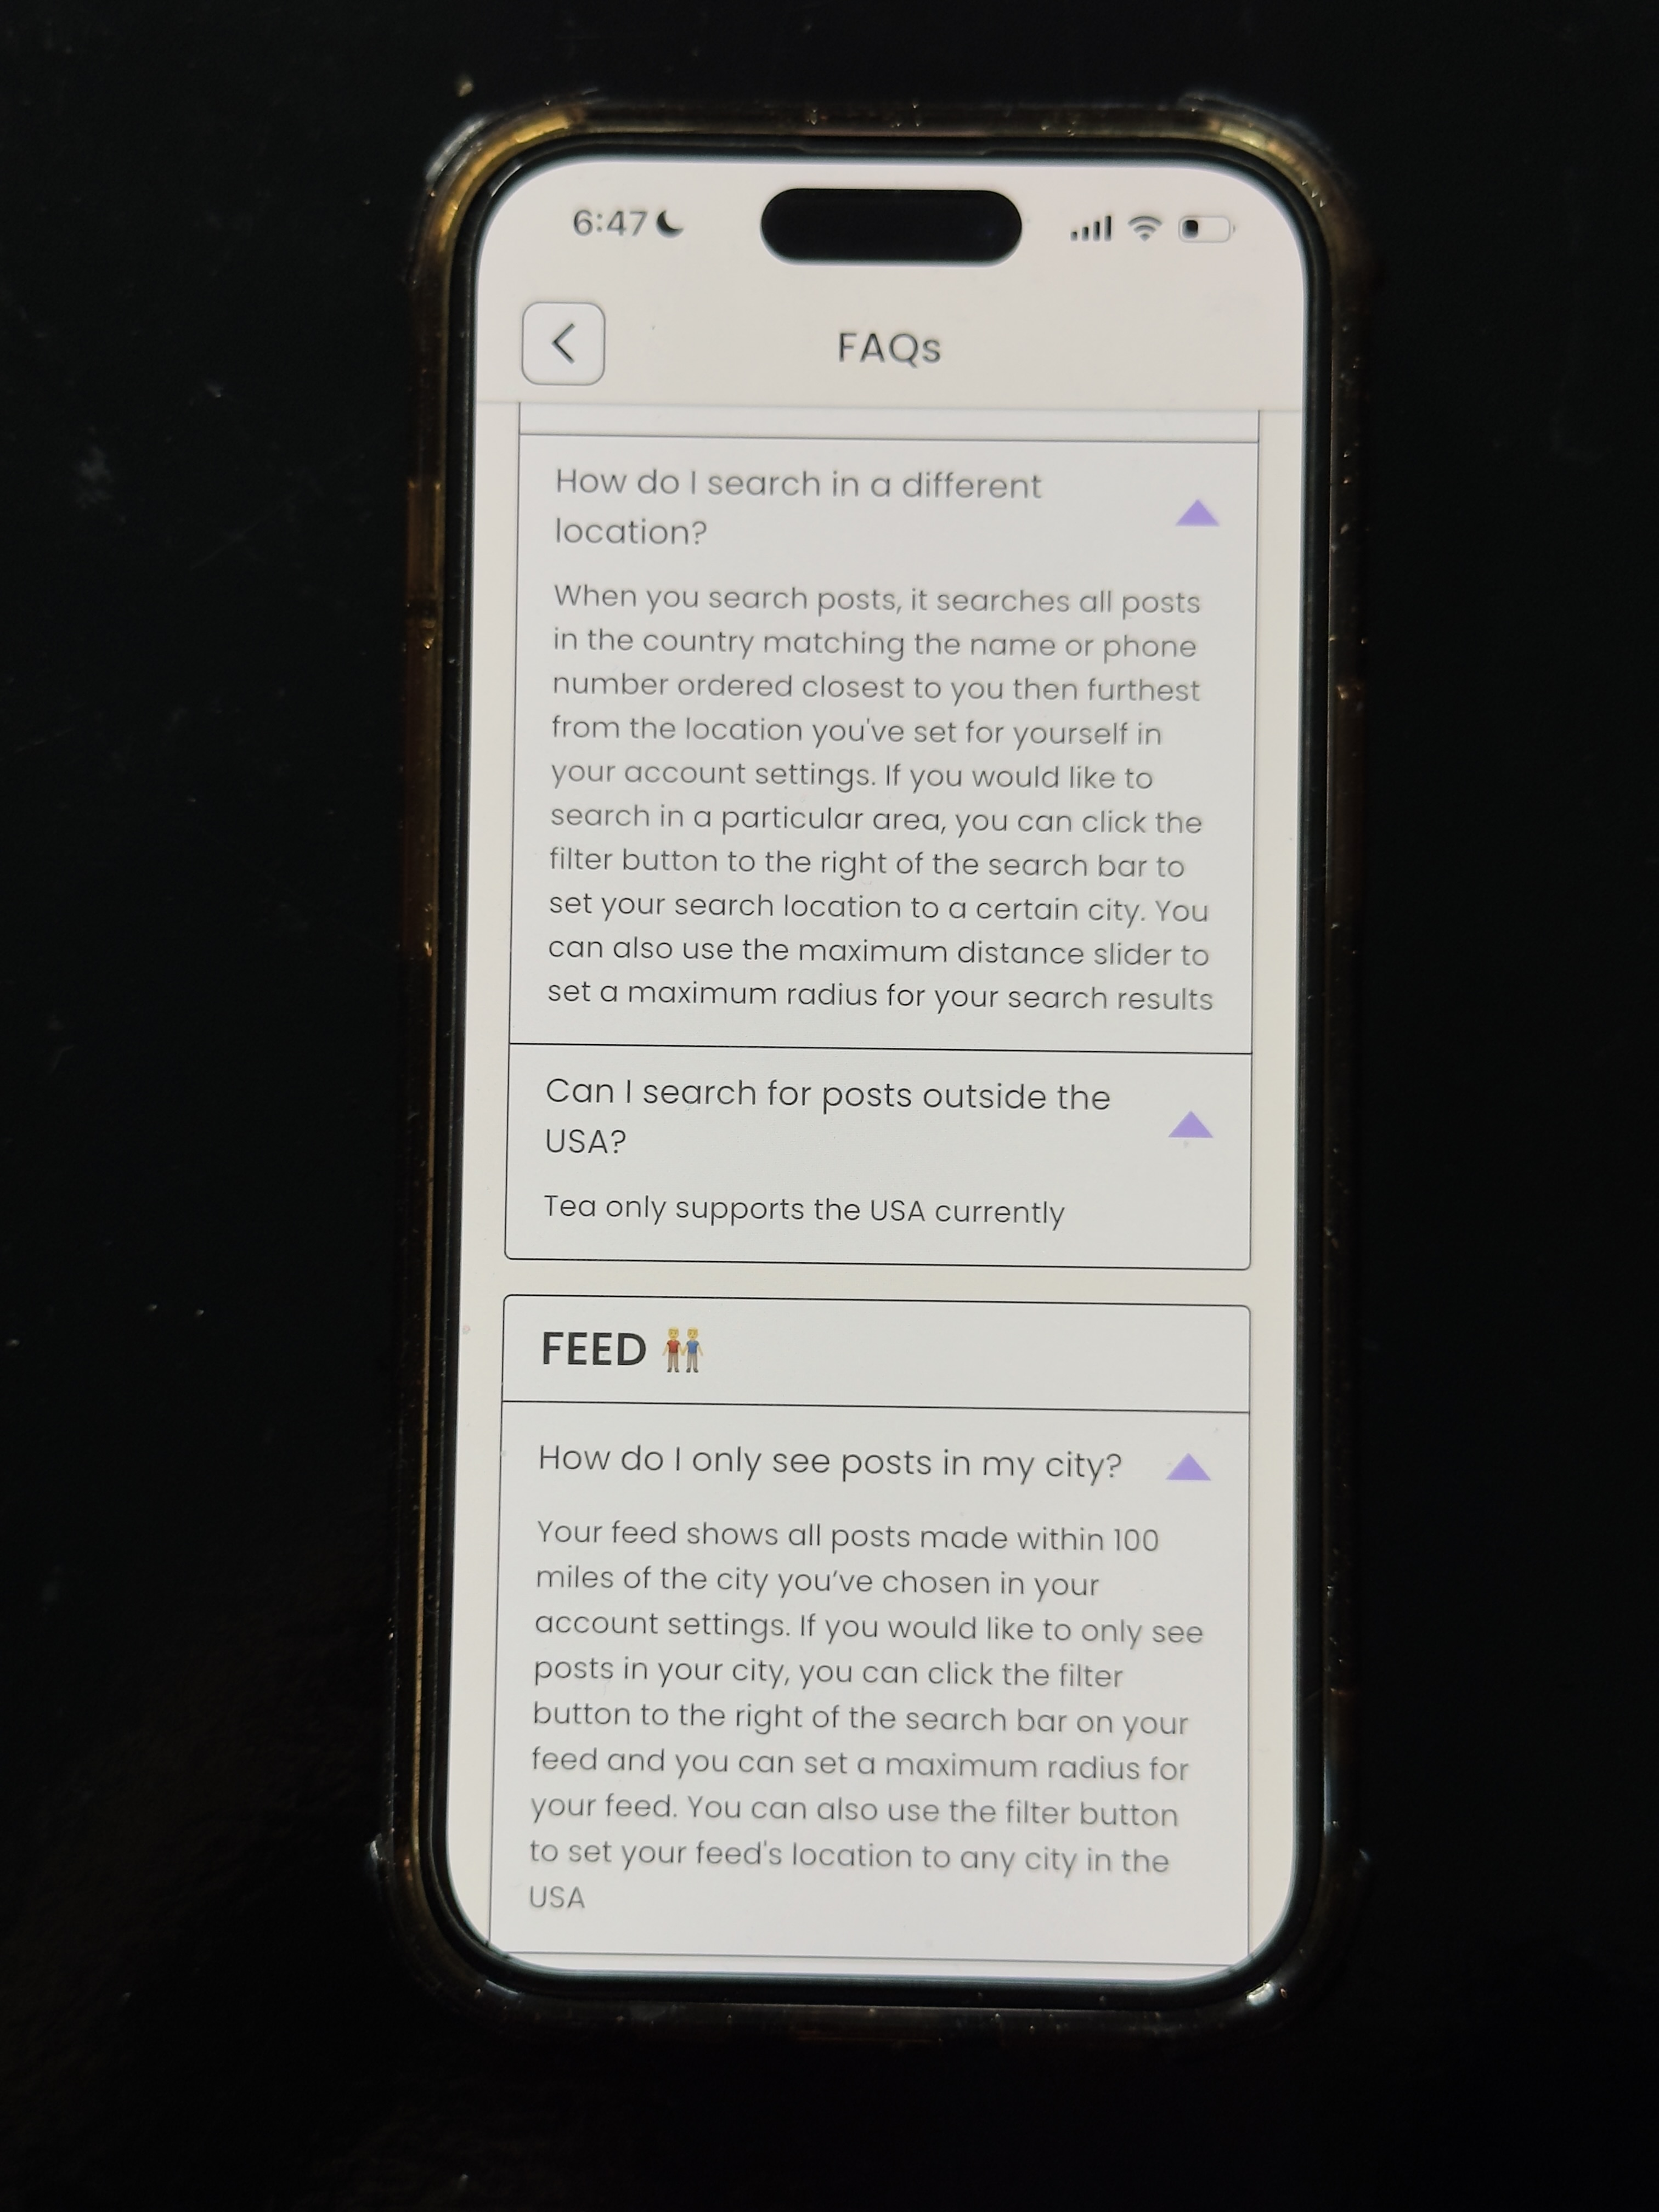 6:47
FAQs
How do I search in a different
location?
When you search posts, it searches all posts
in the country matching the name or phone
number ordered closest to you then furthest
from the location you've set for yourself in
your account settings. If you would like to
search in a particular area, you can click the
filter button to the right of the search bar to
set your search location to a certain city. You
can also use the maximum distance slider to
set a maximum radius for your search results
Can I search for posts outside the
USA?
Tea only supports the USA currently
FEED
How do I only see posts in my city?
Your feed shows all posts made within 100
miles of the city you’ve chosen in your
account settings. If you would like to only see
posts in your city, you can click the filter
button to the right of the search bar on your
feed and you can set a maximum radius for
your feed. You can also use the filter button
to set your feed's location to any city in the
USA